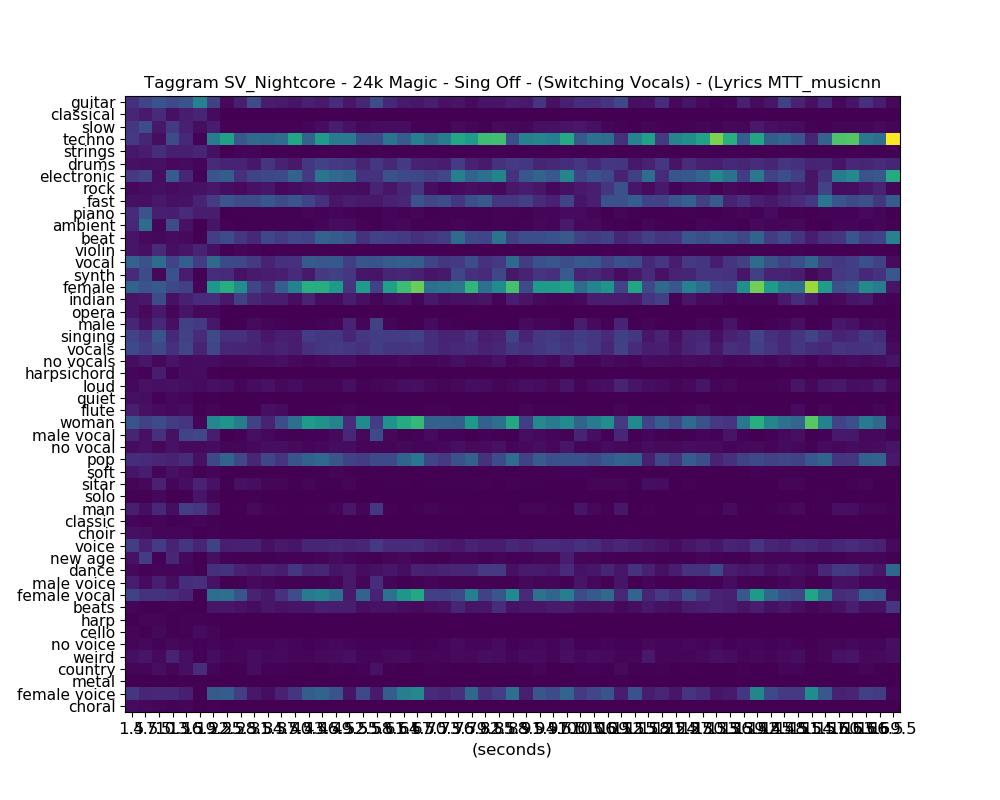 Taggram SV_Nightcore - 24k Magic - Sing Off - (Switching Vocals) - (Lyrics MTT_musicnn
guitar
classical
slow
techno
strings
drums
electronic
rock
fast
piano
ambient
beat
violin
vocal
synth
female
indian
opera
male
singing
vocals
no vocals
harpsichord
loud
quiet
flute
woman
male vocal
no vocal
pop
soft
sitar
solo
man
classic
choir
voice
new age
dance
male voice
female vocal
beats
harp
cello
no voice
weird
country
metal
female voice
choral
(seconds)